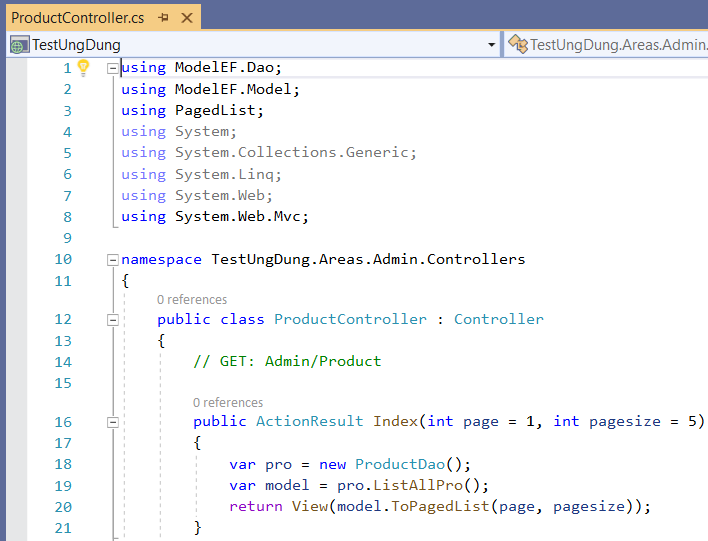 ProductController.cs
TestUngDung
TestUngDung.Areas.Admin.
1 using ModelEF.Dao;
2 using ModelEF.Model;
3 using PagedList;
4 using System;
5 using System.Collections.Generic;
6 using System.Linq;
7 using System.Web;
8 using System.Web.Mvc;
9
10 namespace TestUngDung.Areas.Admin.Controllers
11 {
0 references
12 public class ProductController : Controller
13 {
14 // GET: Admin/Product
15
0 references
16 public ActionResult Index(int page = 1, int pagesize = 5)
17 {
18 var pro = new ProductDao();
19 var model = pro.ListAllPro();
20 return View(model.ToPagedList(page, pagesize));
21 }